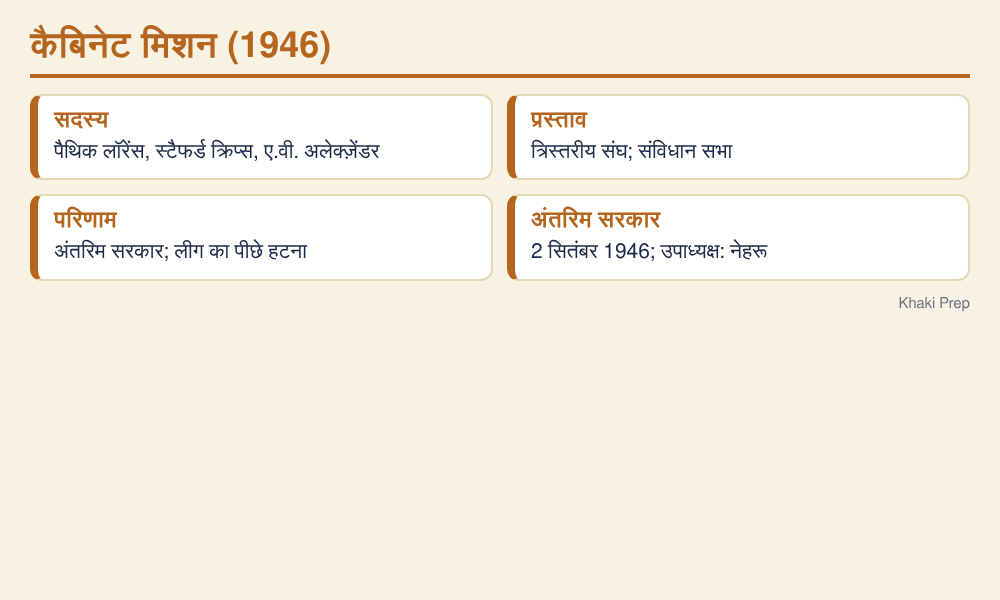 कैबिनेट मिशन (1946)
सदस्य
पैथिक लॉरेंस, स्टैफर्ड क्रिप्स, ए.वी. अलेक्ज़ेंडर
प्रस्ताव
त्रिस्तरीय संघ; संविधान सभा
परिणाम
अंतरिम सरकार; लीग का पीछे हटना
अंतरिम सरकार
2 सितंबर 1946; उपाध्यक्ष: नेहरू
Khaki Prep